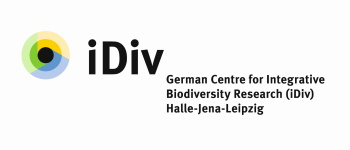 iDiv
German Centre for Integrative
Biodiversity Research (iDiv)
Halle-Jena-Leipzig